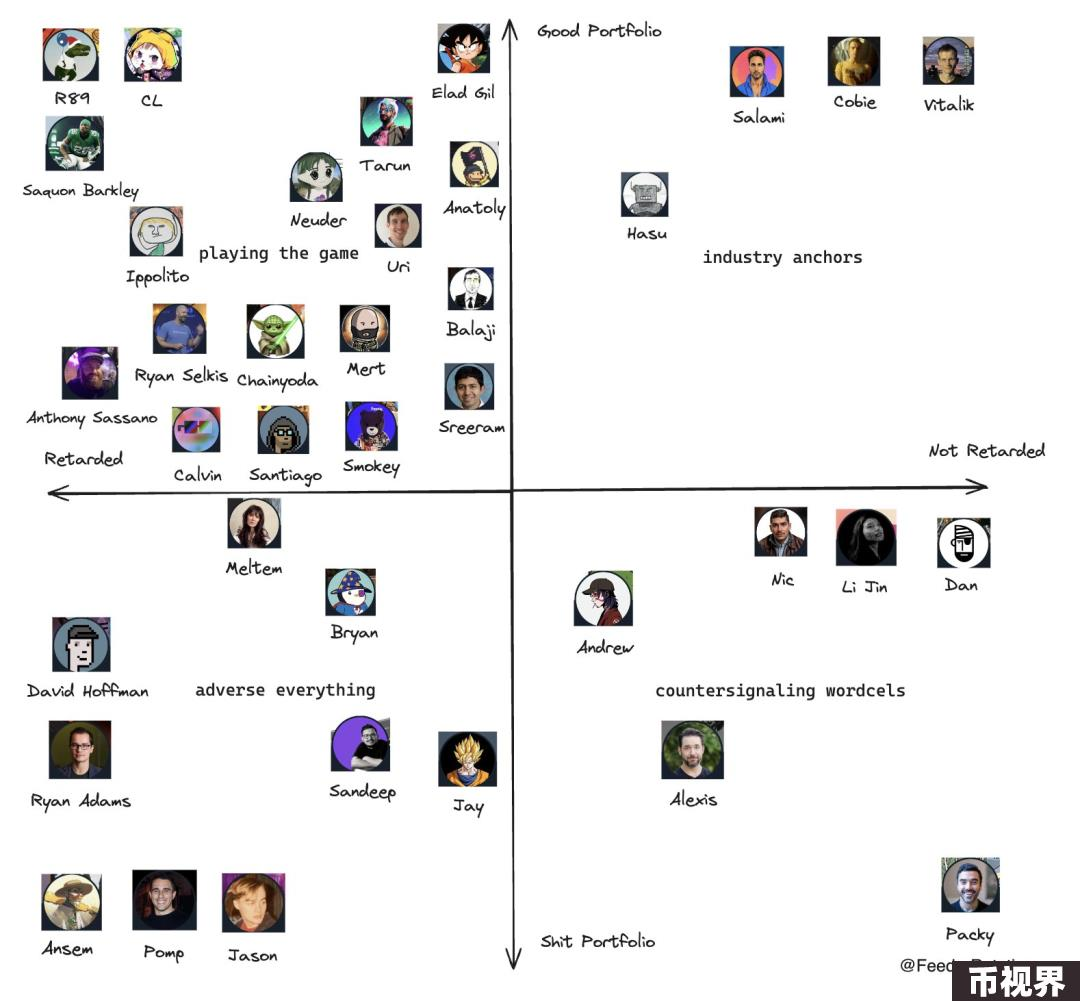 Good Portfolio
R89
CL
Elad Gil
Salami
Cobie
Vitalik
Tarun
Saquon Barkley
Neuder
Anatoly
Hasu
playing the game
Uri
industry anchors
Ippolito
Balaji
Ryan Selkis
Chainyoda
Mert
Anthony Sassano
Sreeram
Retarded
Calvin
Santiago
Smokey
Not Retarded
Meltem
Nic
Li Jin
Dan
Bryan
Andrew
David Hoffman
adverse everything
countersignaling wordcels
Ryan Adams
Sandeep
Jay
Alexis
Ansem
Pomp
Jason
Shit Portfolio
Packy
币视界